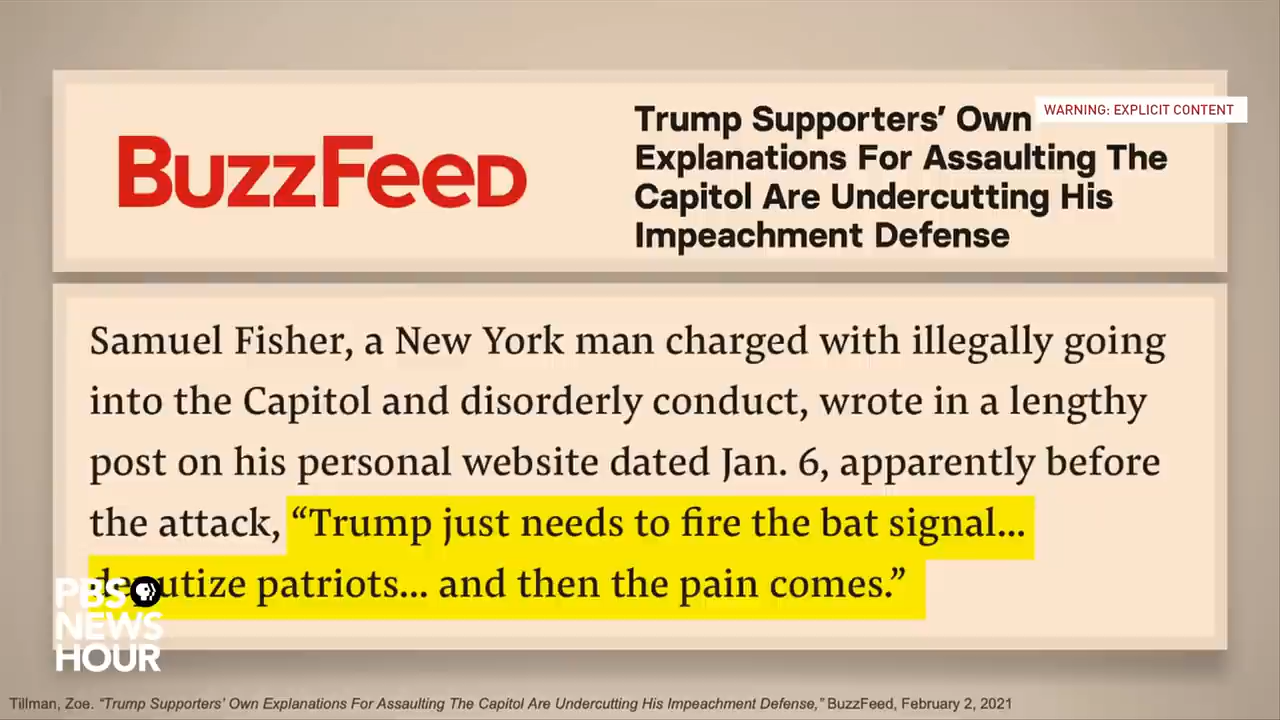 BUZZFEED
Trump Supporters’ Own
WARNING: EXPLICIT CONTENT
Explanations For Assaulting The
Capitol Are Undercutting His
Impeachment Defense
Samuel Fisher, a New York man charged with illegally going
into the Capitol and disorderly conduct, wrote in a lengthy
post on his personal website dated Jan. 6, apparently before
the attack, “Trump just needs to fire the bat signal...
deputize patriots... and then the pain comes.”
PBS
NEWS
HOUR
Tillman, Zoe. “Trump Supporters’ Own Explanations For Assaulting The Capitol Are Undercutting His Impeachment Defense,” BuzzFeed, February 2, 2021